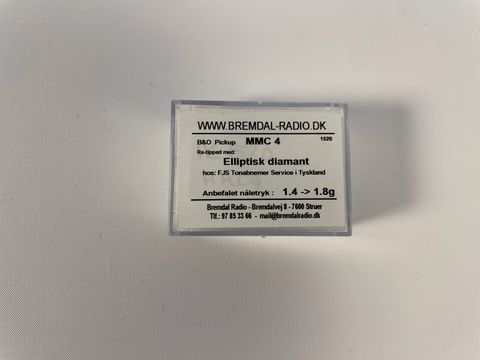 WWW.BREMDAL-RADIO.DK
B&O Pickup MMC 4 1520
Re-tipped med:
Elliptisk diamant
hos: FJS Tonabnemer Service i Tyskland
Anbefalet nåletryk : 1.4 -> 1.8g
Bremdal Radio - Bremdalvej 8 - 7600 Struer
Tlf.: 97 85 33 66 - mail@bremdalradio.dk